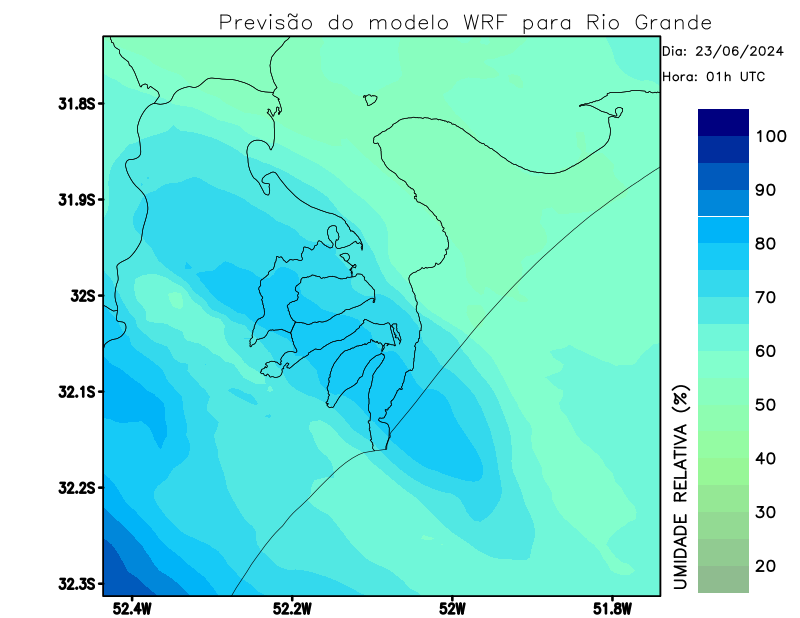 Previsão do modelo WRF para Rio Grande
Dia: 23/06/2024
Hora: 01h UTC
31.8S
31.9S
32S
32.1S
32.2S
32.3S
52.4W
52.2W
52W
51.8W
100
90
80
70
60
50
40
30
20
UMIDADE RELATIVA (%)